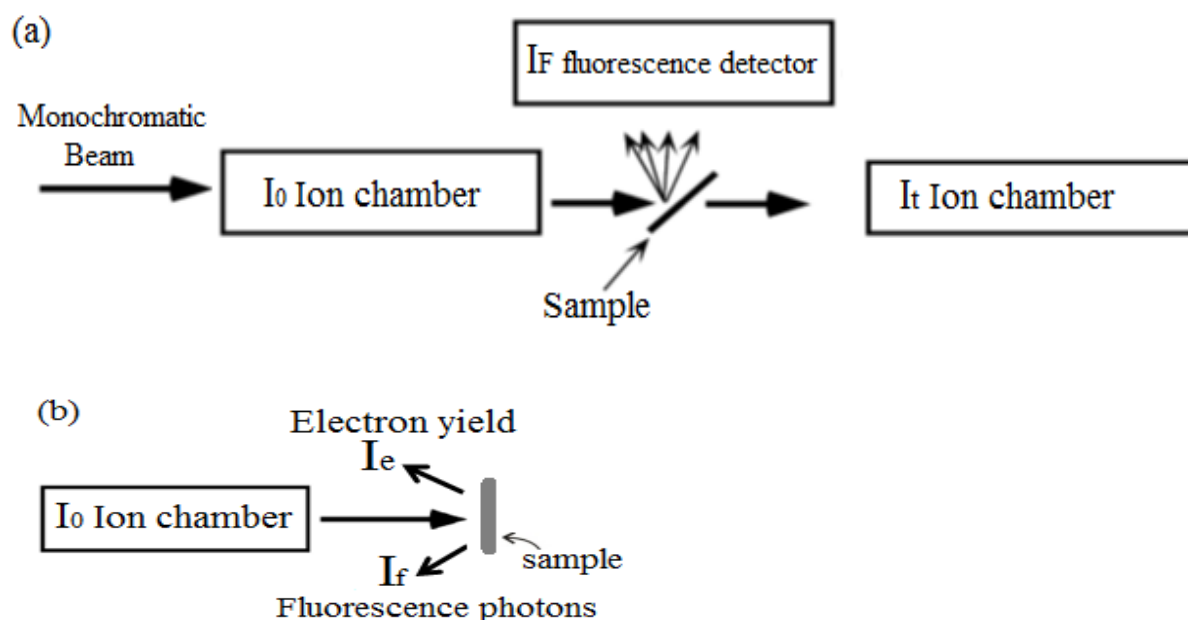 (a)
IF fluorescence detector
Monochromatic
Beam
I0 Ion chamber
It Ion chamber
Sample
(b)
Electron yield
Ie
I0 Ion chamber
sample
If
Fluorescence photons